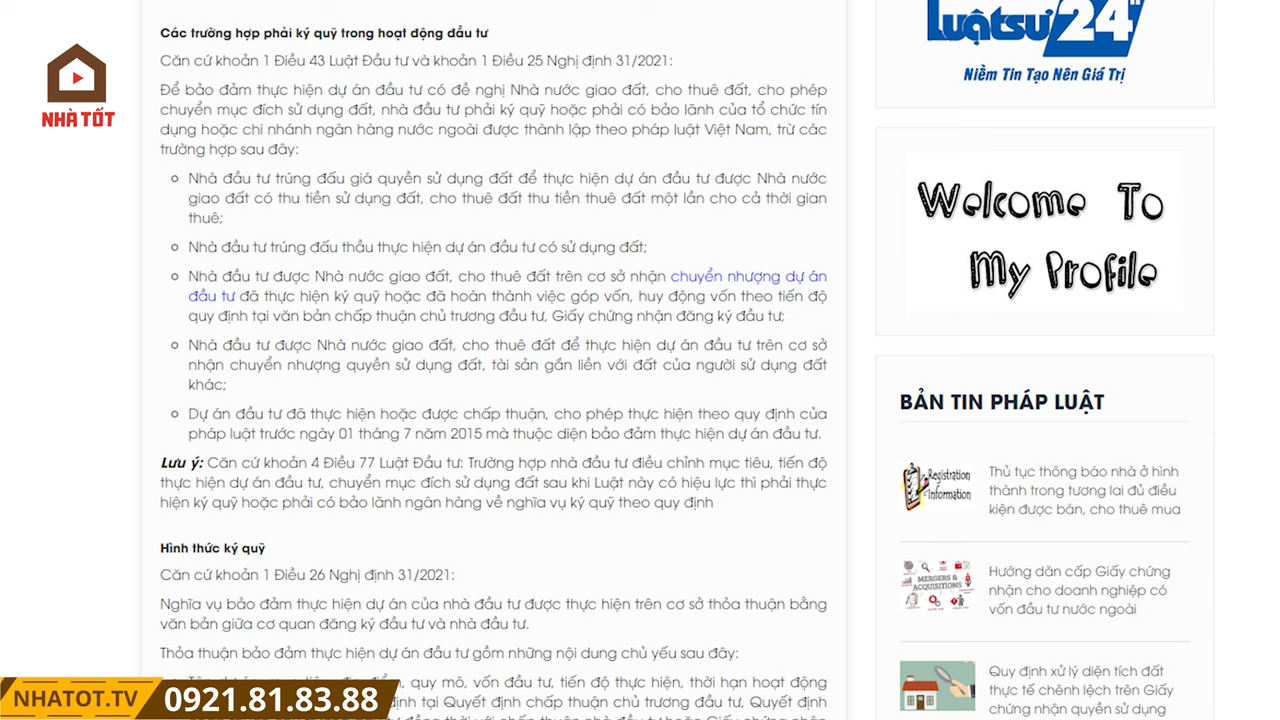 Các trường hợp phải ký quỹ trong hoạt động đầu tư
Căn cứ khoản 1 Điều 43 Luật Đầu tư và khoản 1 Điều 25 Nghị định 31/2021:
Để bảo đảm thực hiện dự án đầu tư có đề nghị Nhà nước giao đất, cho thuê đất, cho phép
chuyển mục đích sử dụng đất, nhà đầu tư phải ký quỹ hoặc phải có bảo lãnh của tổ chức tín
dụng hoặc chi nhánh ngân hàng nước ngoài được thành lập theo pháp luật Việt Nam, trừ các
trường hợp sau đây:
Nhà đầu tư trúng đấu giá quyền sử dụng đất để thực hiện dự án đầu tư được Nhà nước
giao đất có thu tiền sử dụng đất, cho thuê đất thu tiền thuê đất một lần cho cả thời gian
thuê;
Nhà đầu tư trúng đấu thầu thực hiện dự án đầu tư có sử dụng đất;
Nhà đầu tư được Nhà nước giao đất, cho thuê đất trên cơ sở nhận chuyển nhượng dự án
đầu tư đã thực hiện ký quỹ hoặc đã hoàn thành việc góp vốn, huy động vốn theo tiến độ
quy định tại văn bản chấp thuận chủ trương đầu tư, Giấy chứng nhận đăng ký đầu tư;
Nhà đầu tư được Nhà nước giao đất, cho thuê đất để thực hiện dự án đầu tư trên cơ sở
nhận chuyển nhượng quyền sử dụng đất, tài sản gắn liền với đất của người sử dụng đất
khác;
Dự án đầu tư đã thực hiện hoặc được chấp thuận, cho phép thực hiện theo quy định của
pháp luật trước ngày 01 tháng 7 năm 2015 mà thuộc diện bảo đảm thực hiện dự án đầu tư.
Lưu ý: Căn cứ khoản 4 Điều 77 Luật Đầu tư: Trường hợp nhà đầu tư điều chỉnh mục tiêu, tiến độ
thực hiện dự án đầu tư, chuyển mục đích sử dụng đất sau khi Luật này có hiệu lực thì phải thực
hiện ký quỹ hoặc phải có bảo lãnh ngân hàng về nghĩa vụ ký quỹ theo quy định
Hình thức ký quỹ
Căn cứ khoản 1 Điều 26 Nghị định 31/2021:
Nghĩa vụ bảo đảm thực hiện dự án của nhà đầu tư được thực hiện trên cơ sở thỏa thuận bằng
văn bản giữa cơ quan đăng ký đầu tư và nhà đầu tư.
Thỏa thuận bảo đảm thực hiện dự án đầu tư gồm những nội dung chủ yếu sau đây:
quy mô, vốn đầu tư, tiến độ thực hiện, thời hạn hoạt động
định tại Quyết định chấp thuận chủ trương đầu tư, Quyết định
NHÀ TỐT
NHATOT.TV 0921.81.83.88
Luậtsư 24H
Niềm Tin Tạo Nên Giá Trị
Welcome To
My Profile
BẢN TIN PHÁP LUẬT
Registration
Information
Thủ tục thông báo nhà ở hình
thành trong tương lai đủ điều
kiện được bán, cho thuê mua
MERGERS &
ACQUISITIONS
Hướng dẫn cấp Giấy chứng
nhận cho doanh nghiệp có
vốn đầu tư nước ngoài
Quy định xử lý diện tích đất
thực tế chênh lệch trên Giấy
chứng nhận quyền sử dụng